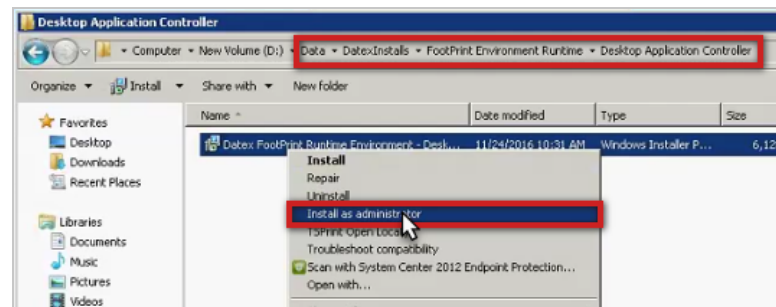 Desktop Application Controller
Computer New Volume (D:) Data DatexInstalls FootPrint Environment Runtime Desktop Application Controller
Organize Install Share with New folder
Name Date modified Type Size
Favorites
Desktop
Downloads
Recent Places
Libraries
Documents
Music
Pictures
Videos
Datex FootPrint Runtime Environment - Desk... 11/24/2016 10:31 AM Windows Installer P... 6,12
Install
Repair
Uninstall
Install as administrator
TSPrint Open Loca
Troubleshoot compatibility
Scan with System Center 2012 Endpoint Protection...
Open with...